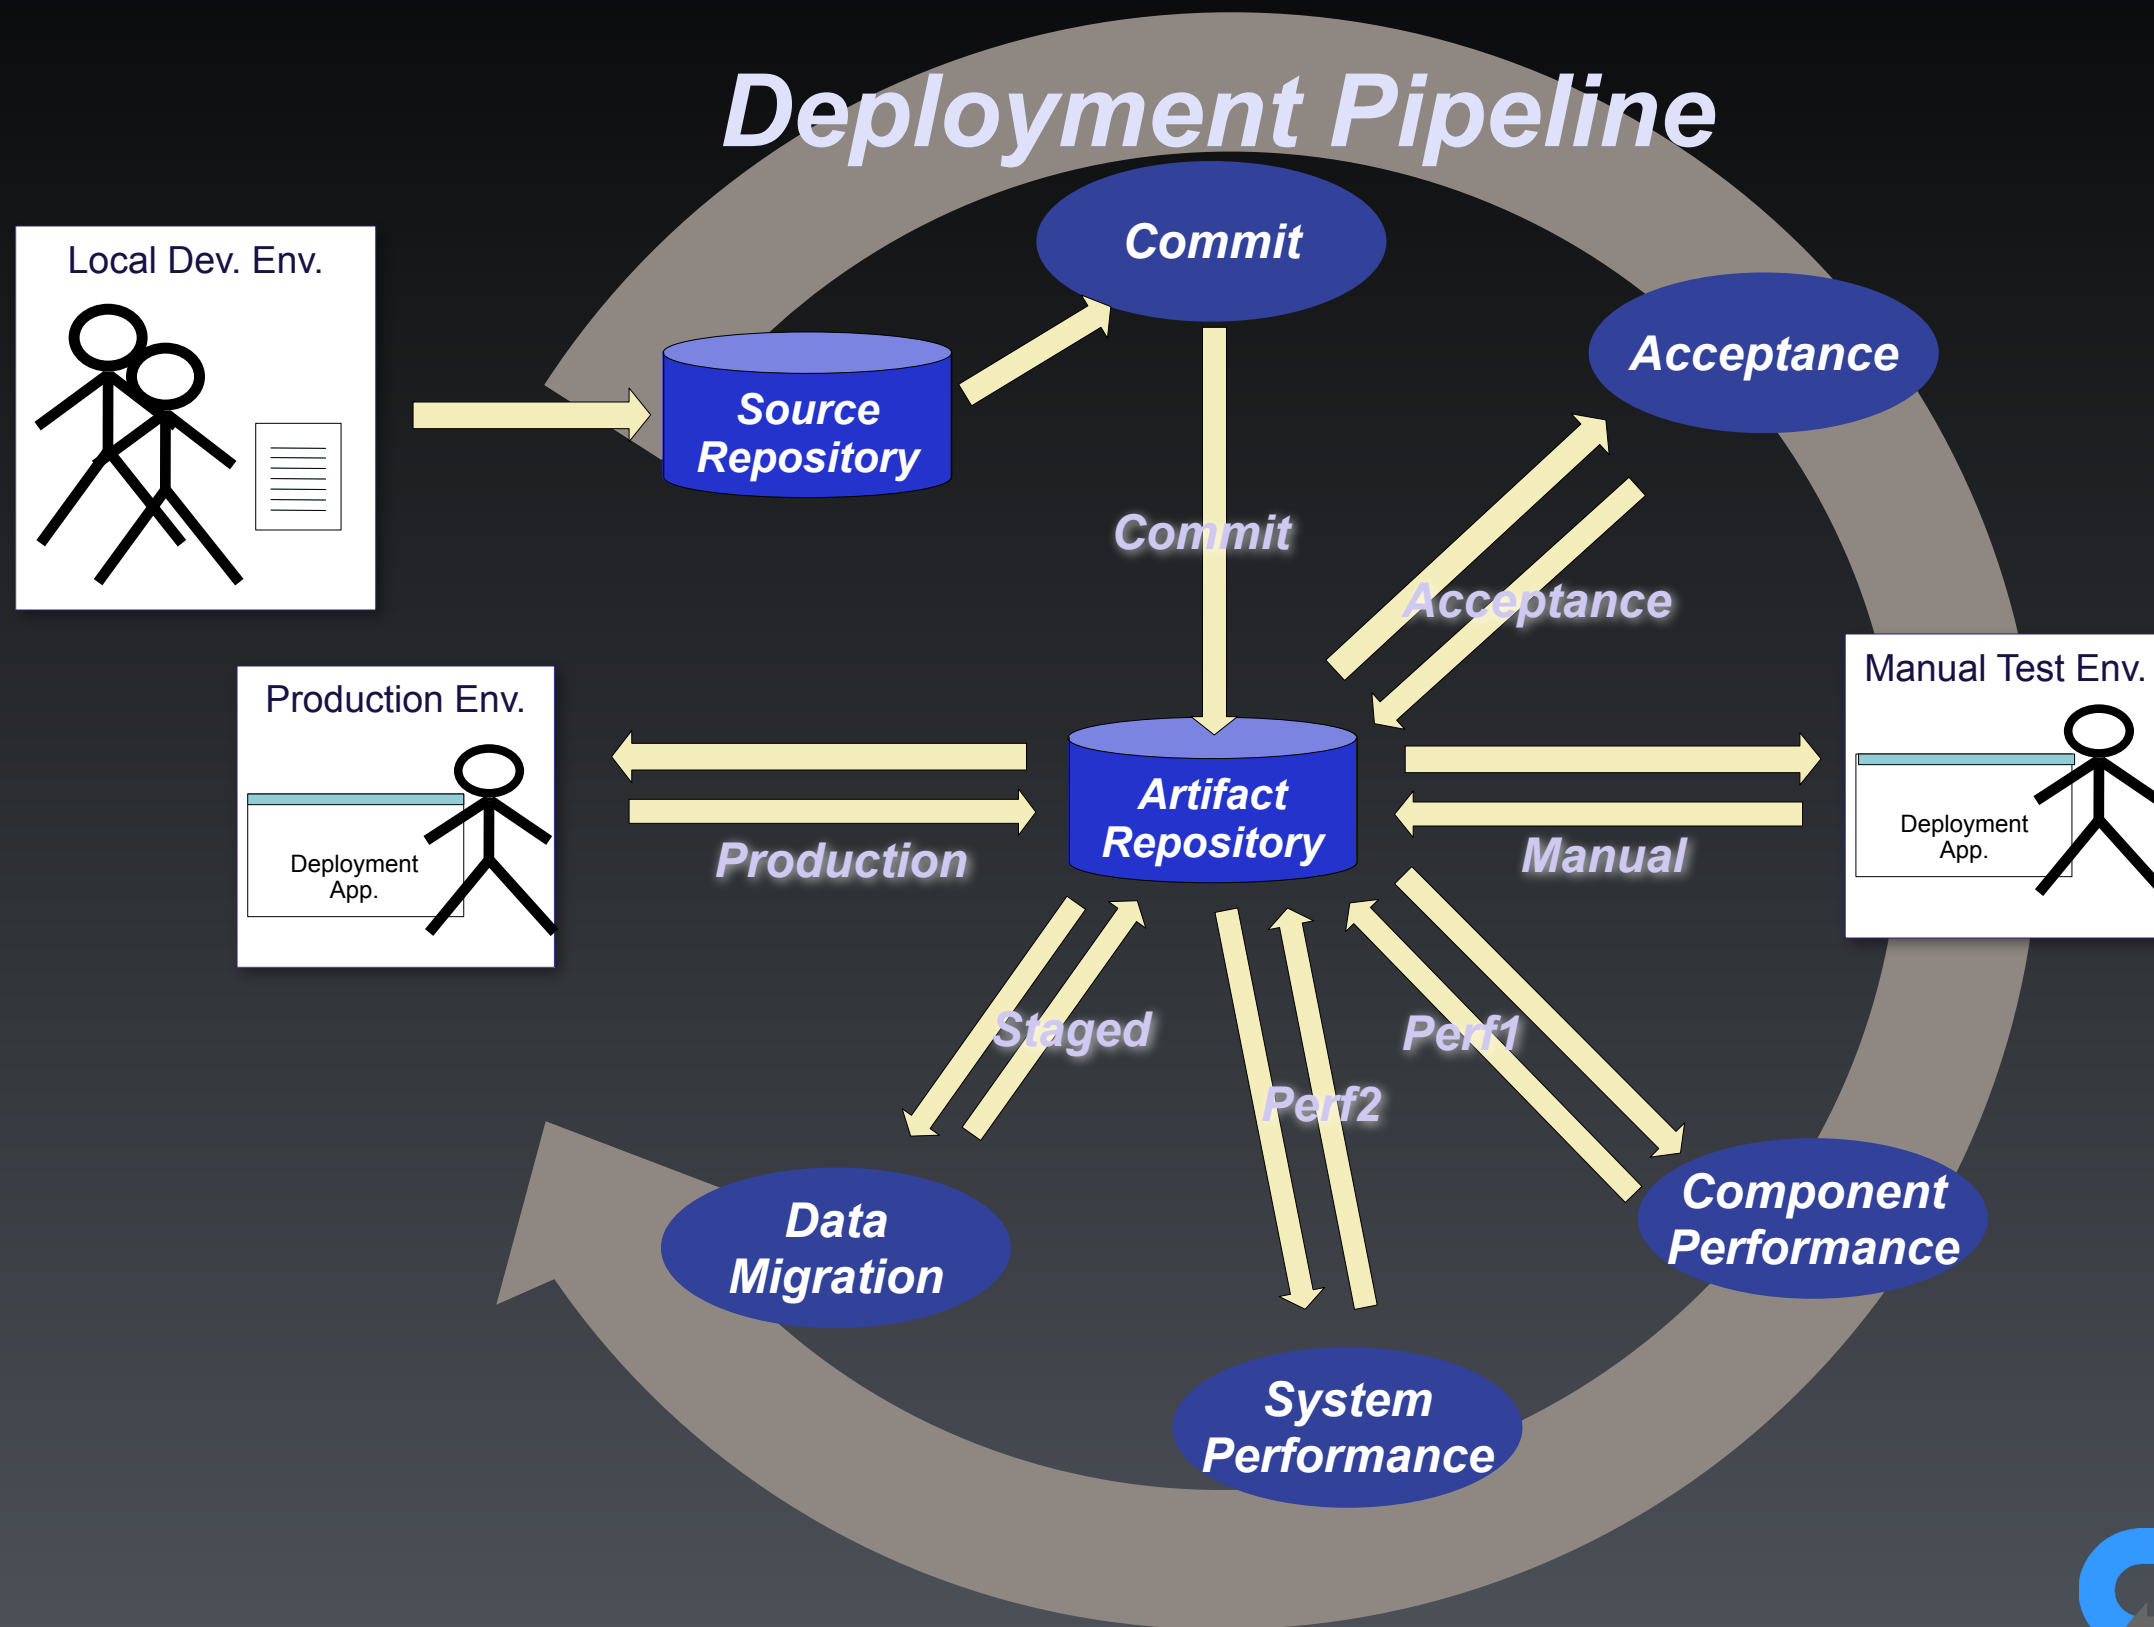 Deployment Pipeline
Commit
Local Dev. Env.
Acceptance
Source
Repository
Commit
Acceptance
Manual Test Env.
Production Env.
Artifact
Repository
Deployment
App.
Manual
Production
Deployment
App.
Staged
Perf1
Perf2
Component
Performance
Data
Migration
System
Performance